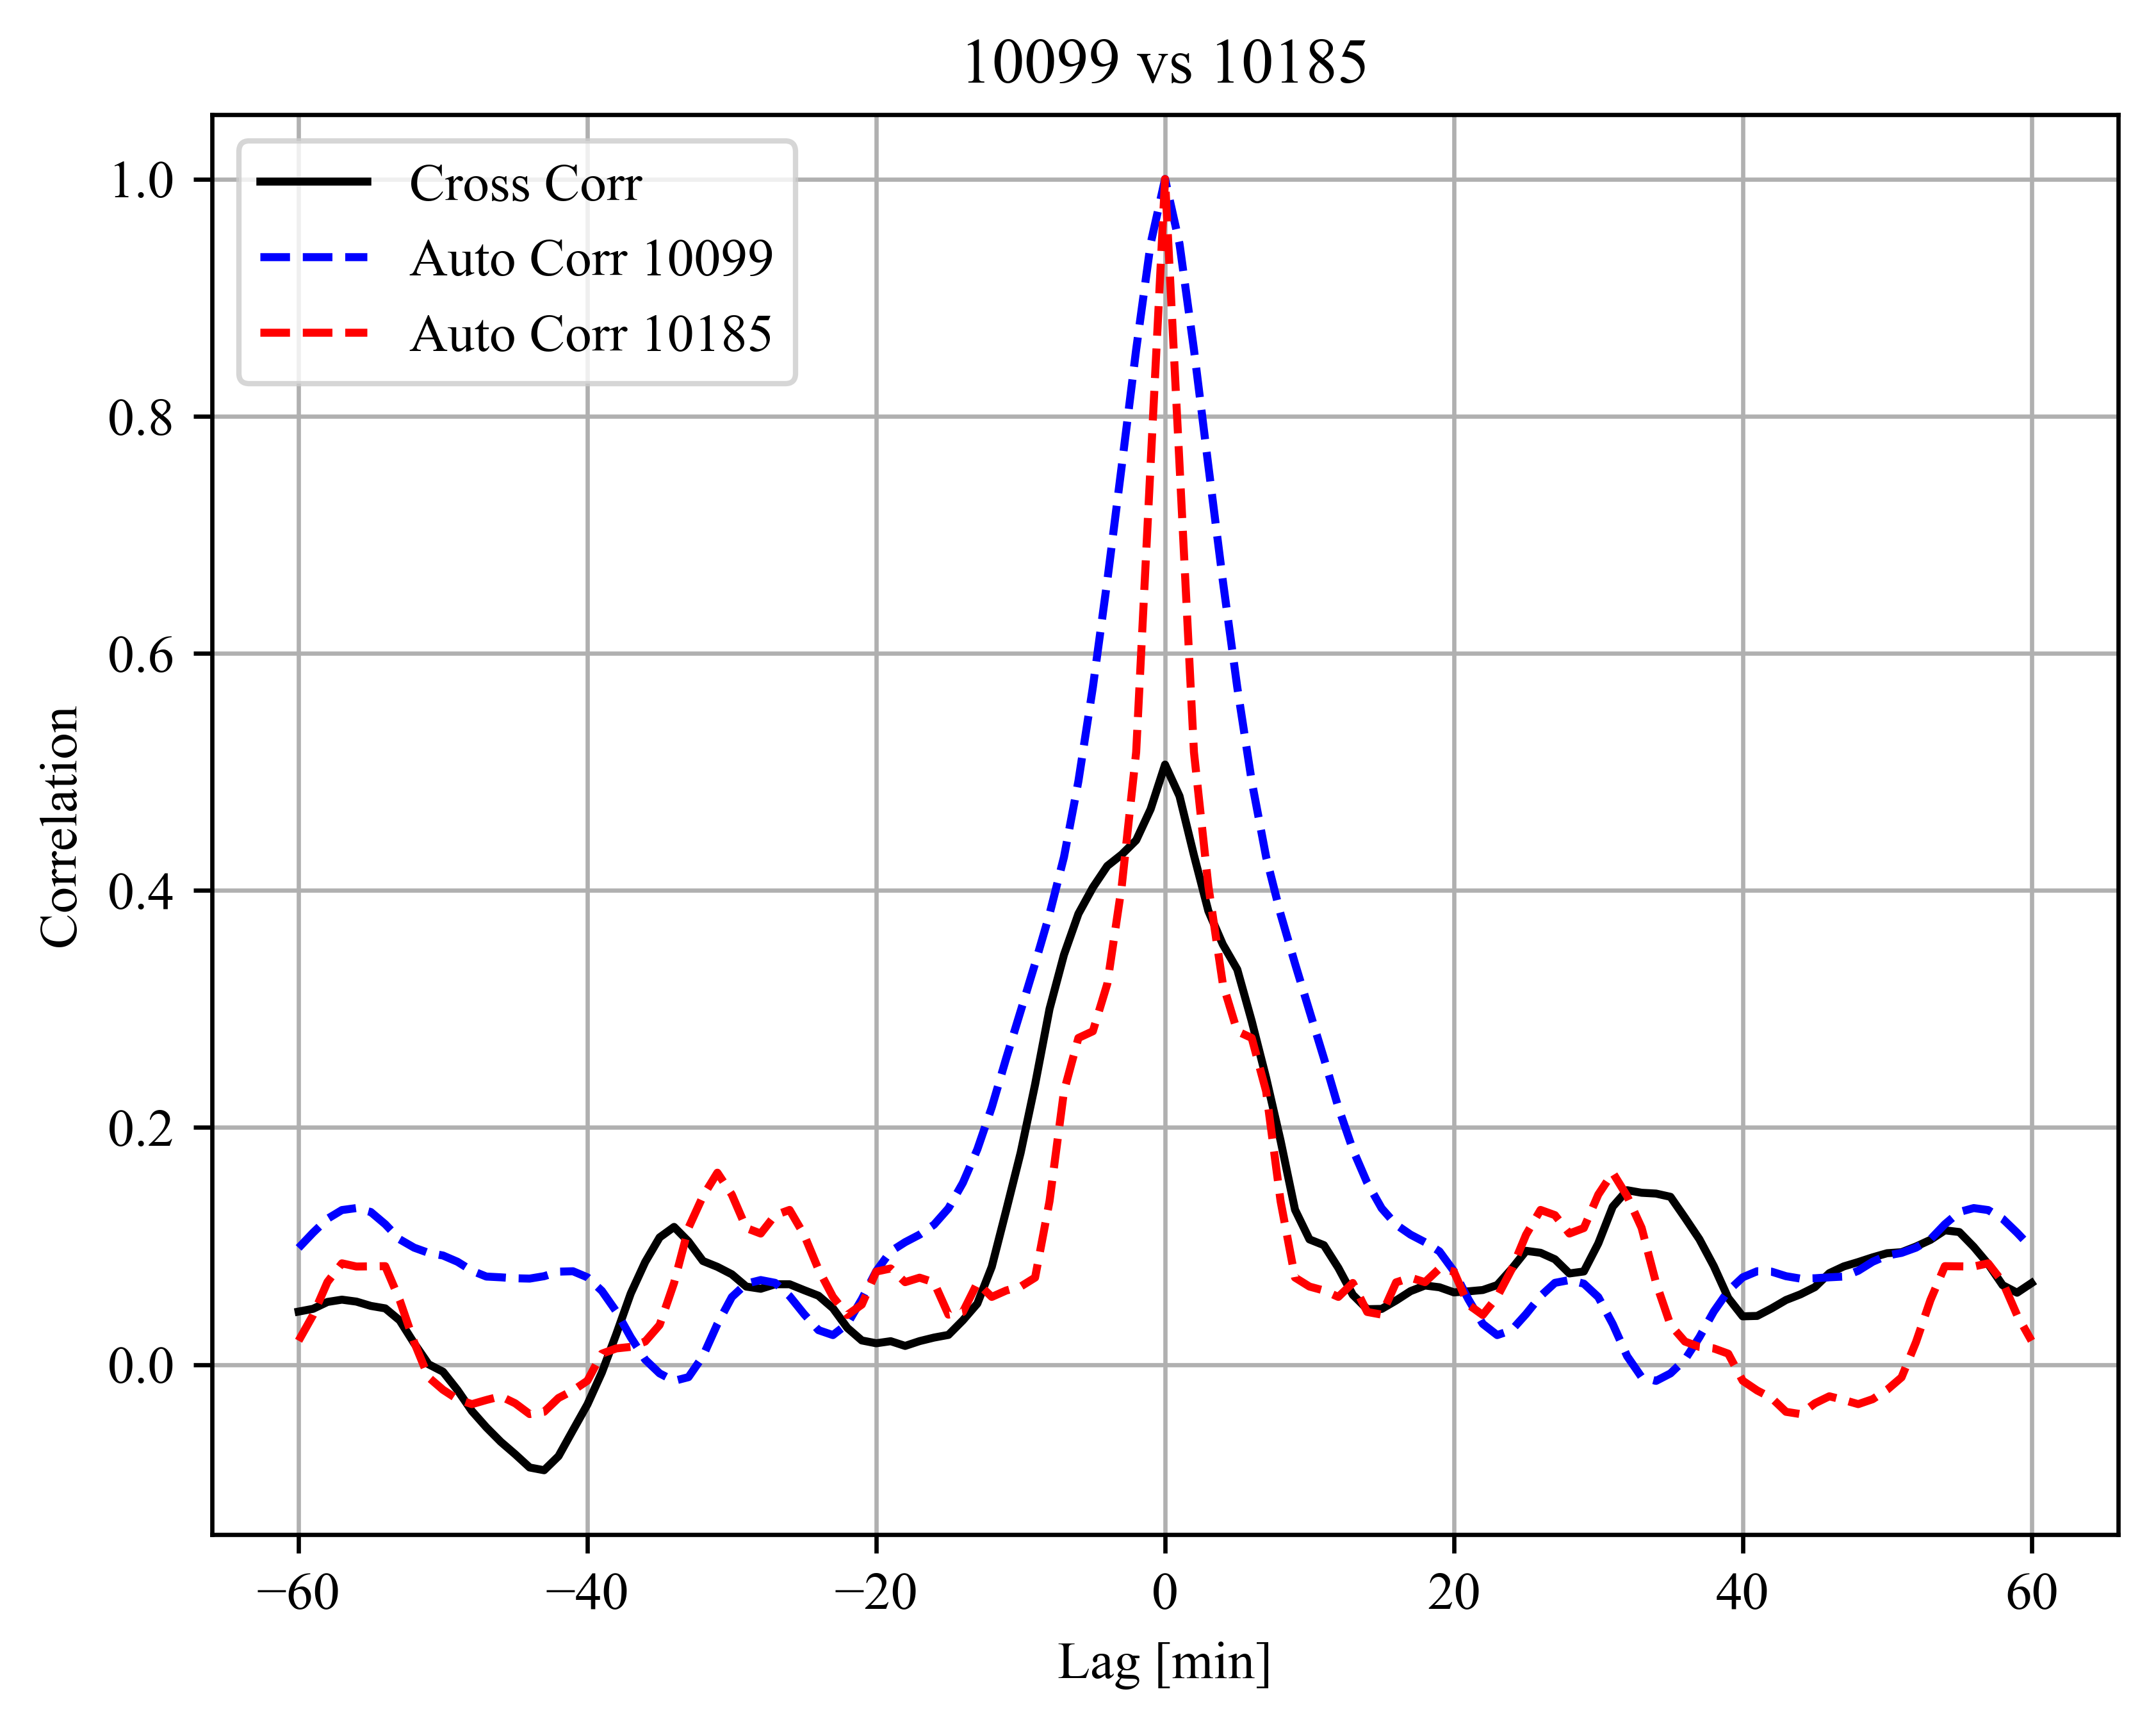 10099 vs 10185
Cross Corr
Auto Corr 10099
Auto Corr 10185
1.0
0.8
0.6
0.4
0.2
0.0
Correlation
−60 −40 −20 0 20 40 60
Lag [min]